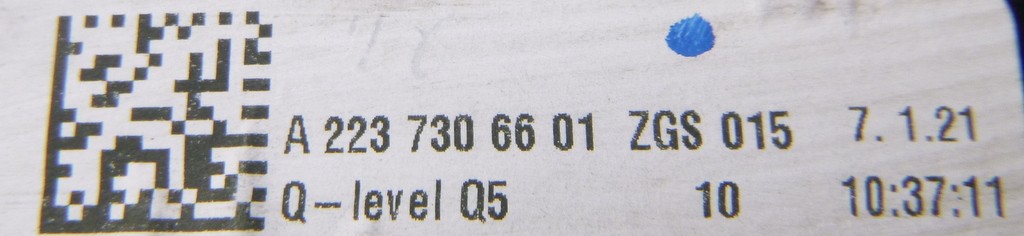 A 223 730 66 01 ZGS 015 7. 1.21
Q-level Q5 10 10:37:11